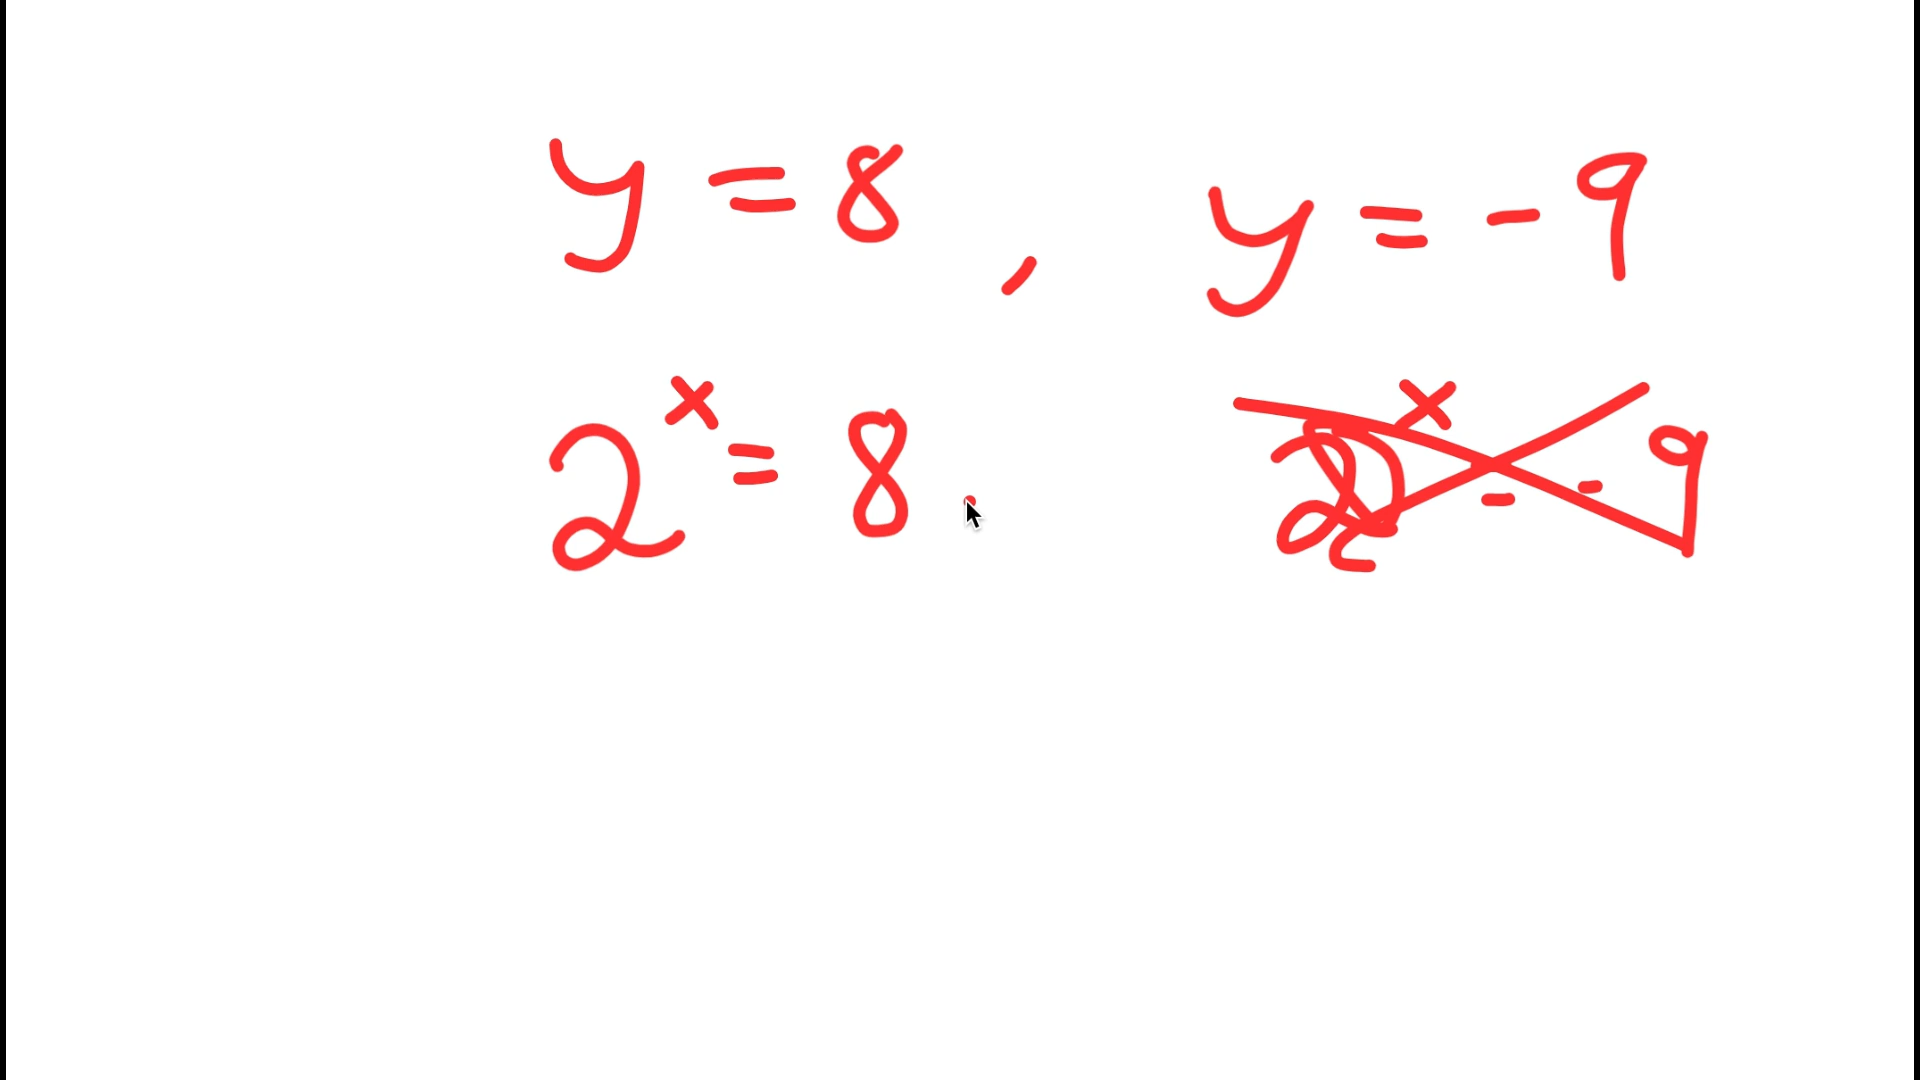 y = 8 , y = - 9
2^x = 8 . 2^x = - 9